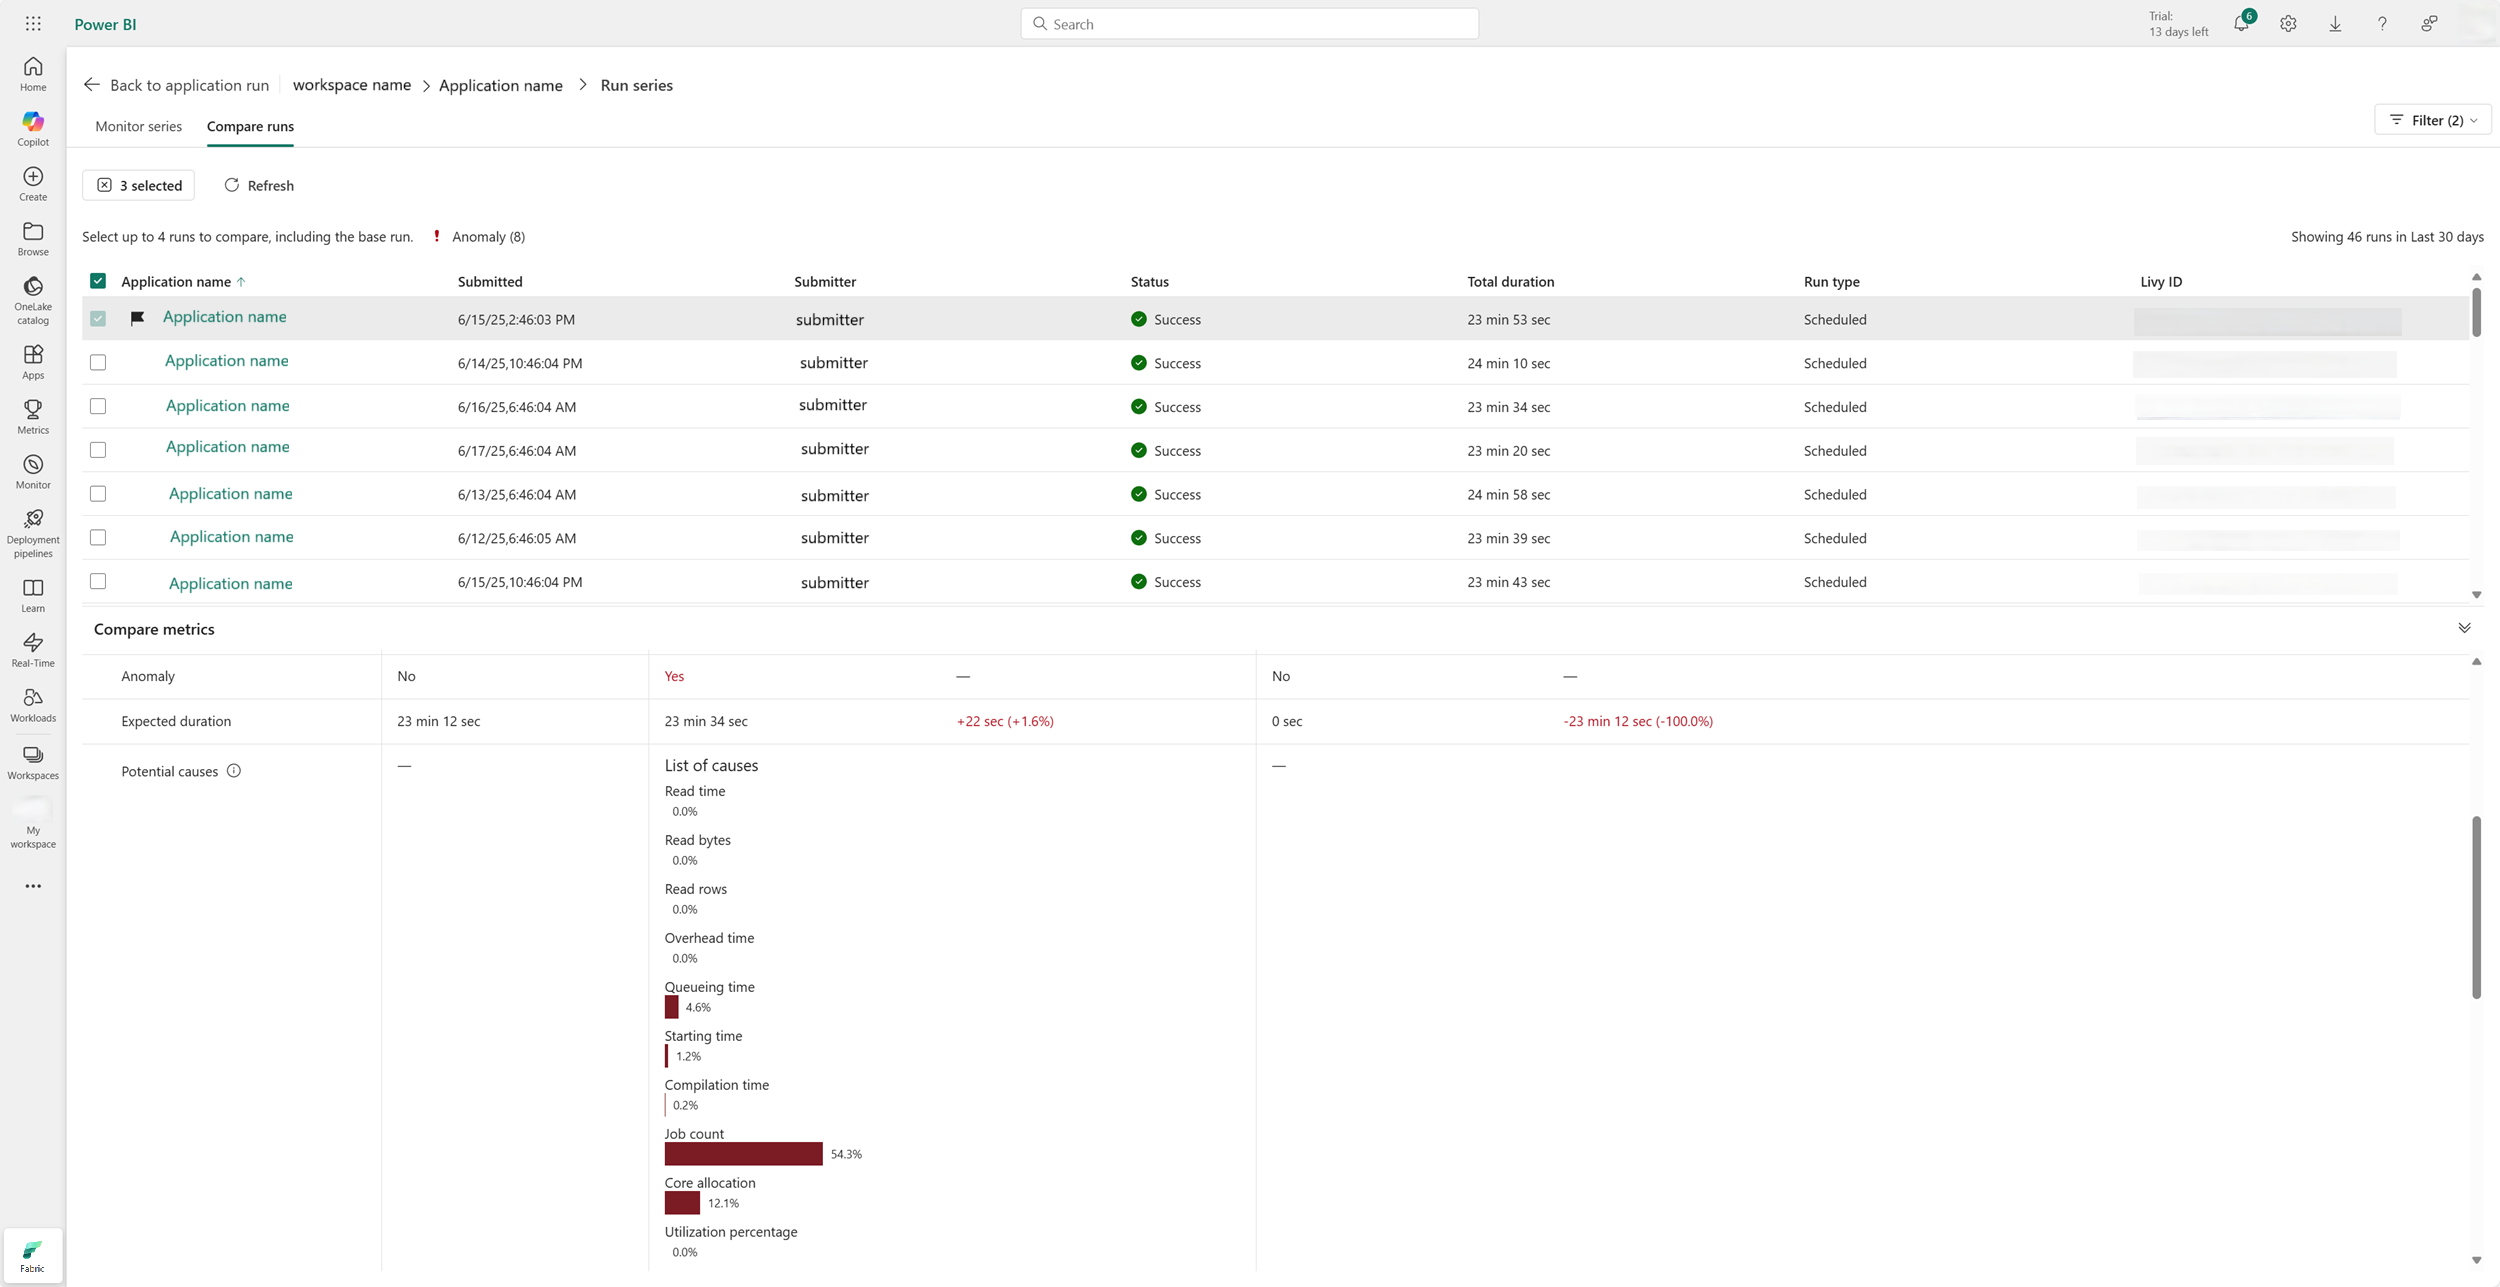 Power BI
Search
Trial:
13 days left
6
Home
Copilot
Create
Browse
OneLake
catalog
Apps
Metrics
Monitor
Deployment
pipelines
Learn
Real-Time
Workloads
Workspaces
My
workspace
Fabric
Back to application run
workspace name > Application name > Run series
Monitor series
Compare runs
Filter (2)
3 selected
Refresh
Select up to 4 runs to compare, including the base run.
! Anomaly (8)
Showing 46 runs in Last 30 days
Application name ↑ Submitted Submitter Status Total duration Run type Livy ID
Application name 6/15/25,2:46:03 PM submitter Success 23 min 53 sec Scheduled
Application name 6/14/25,10:46:04 PM submitter Success 24 min 10 sec Scheduled
Application name 6/16/25,6:46:04 AM submitter Success 23 min 34 sec Scheduled
Application name 6/17/25,6:46:04 AM submitter Success 23 min 20 sec Scheduled
Application name 6/13/25,6:46:04 AM submitter Success 24 min 58 sec Scheduled
Application name 6/12/25,6:46:05 AM submitter Success 23 min 39 sec Scheduled
Application name 6/15/25,10:46:04 PM submitter Success 23 min 43 sec Scheduled
Compare metrics
Anomaly No Yes — No —
Expected duration 23 min 12 sec 23 min 34 sec +22 sec (+1.6%) 0 sec -23 min 12 sec (-100.0%)
Potential causes — List of causes —
Read time
0.0%
Read bytes
0.0%
Read rows
0.0%
Overhead time
0.0%
Queueing time
4.6%
Starting time
1.2%
Compilation time
0.2%
Job count
54.3%
Core allocation
12.1%
Utilization percentage
0.0%